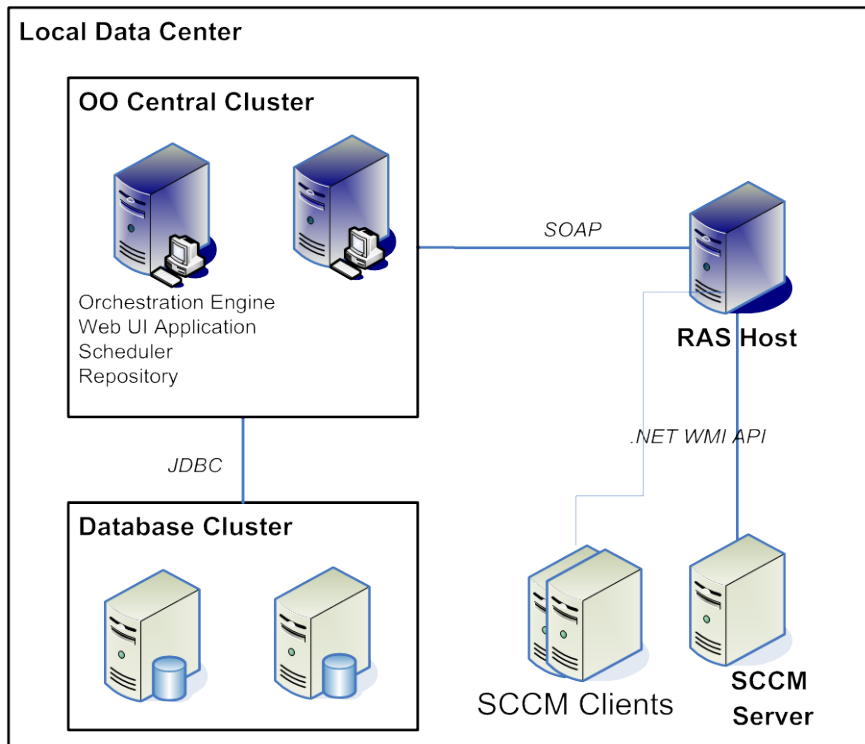 Local Data Center
OO Central Cluster
SOAP
Orchestration Engine
Web UI Application
Scheduler
Repository
RAS Host
JDBC
.NET WMI API
Database Cluster
SCCM Clients
SCCM
Server